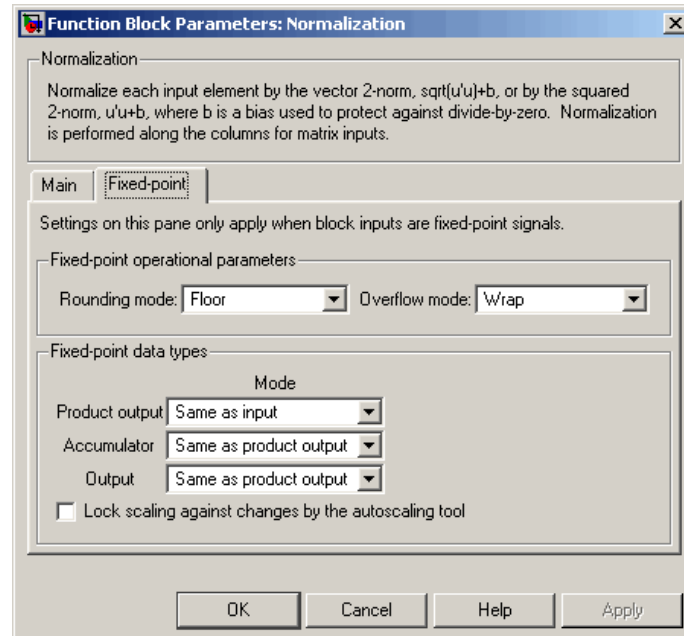 Function Block Parameters: Normalization
Normalization
Normalize each input element by the vector 2-norm, sqrt(u'u)+b, or by the squared
2-norm, u'u+b, where b is a bias used to protect against divide-by-zero. Normalization
is performed along the columns for matrix inputs.
Main Fixed-point
Settings on this pane only apply when block inputs are fixed-point signals.
Fixed-point operational parameters
Rounding mode: Floor Overflow mode: Wrap
Fixed-point data types
Mode
Product output Same as input
Accumulator Same as product output
Output Same as product output
Lock scaling against changes by the autoscaling tool
OK Cancel Help Apply